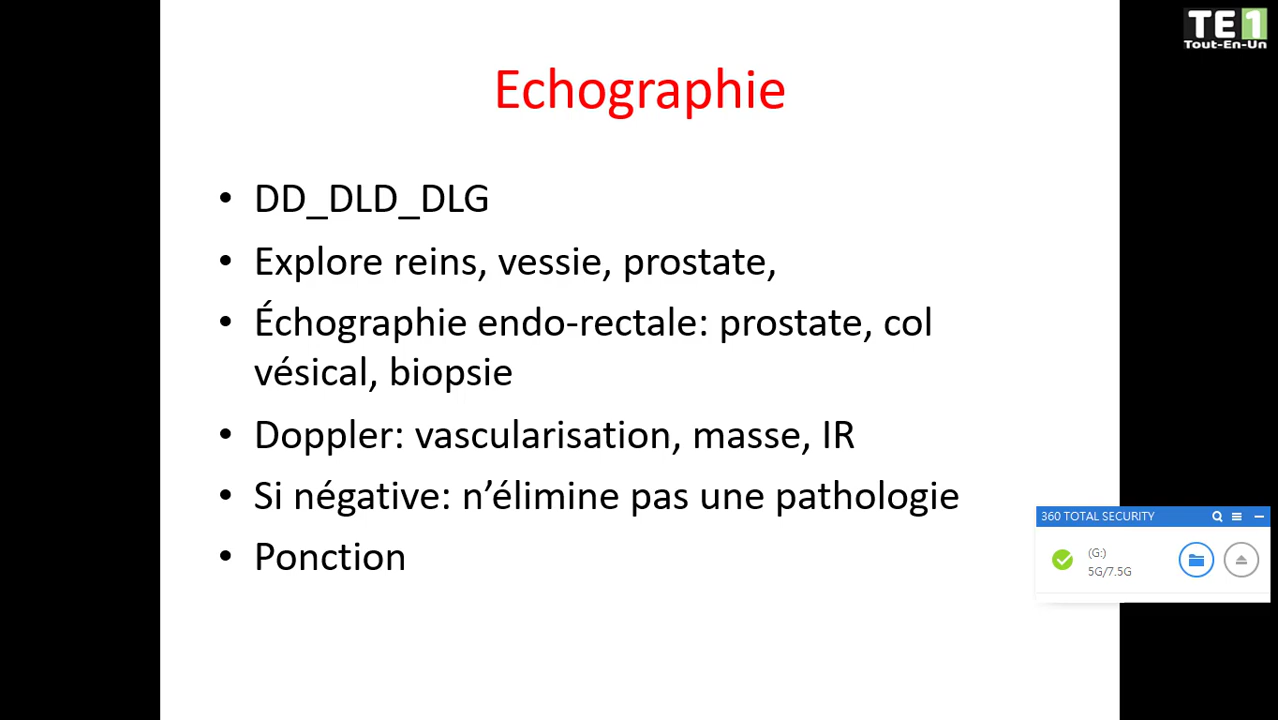 TE1
Tout-En-Un
Echographie
• DD_DLD_DLG
• Explore reins, vessie, prostate,
• Échographie endo-rectale: prostate, col
vésical, biopsie
• Doppler: vascularisation, masse, IR
• Si négative: n’élimine pas une pathologie
• Ponction
360 TOTAL SECURITY
(G:)
5G/7.5G